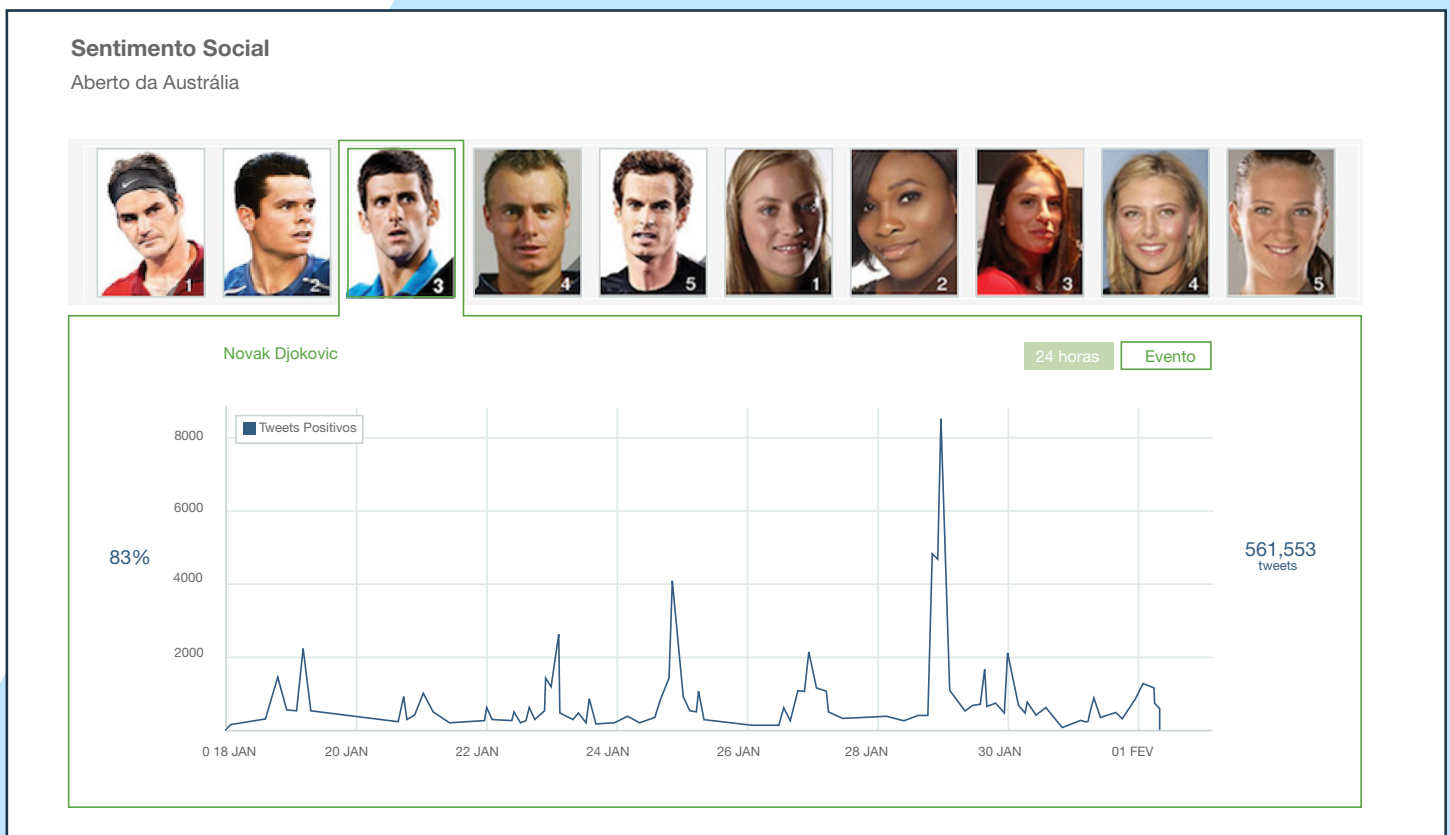 Sentimento Social
Aberto da Austrália
1 2 3 4 5 1 2 3 4 5
Novak Djokovic
24 horas Evento
Tweets Positivos
8000
6000
4000
2000
83%
561,553
tweets
0 18 JAN 20 JAN 22 JAN 24 JAN 26 JAN 28 JAN 30 JAN 01 FEV